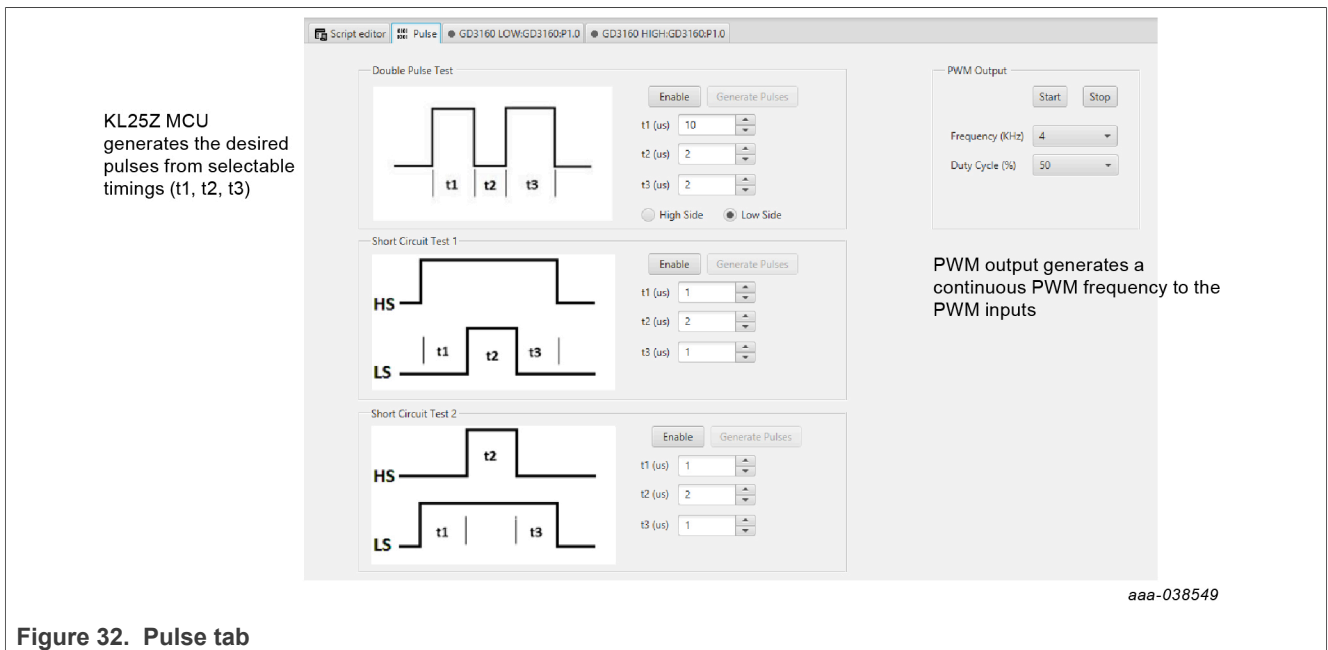 Script editor Pulse GD3160 LOW:GD3160:P1.0 GD3160 HIGH:GD3160:P1.0
KL25Z MCU
generates the desired
pulses from selectable
timings (t1, t2, t3)
Double Pulse Test
t1 t2 t3
Enable Generate Pulses
t1 (us) 10
t2 (us) 2
t3 (us) 2
High Side Low Side
Short Circuit Test 1
HS
t1 t2 t3
LS
Enable Generate Pulses
t1 (us) 1
t2 (us) 2
t3 (us) 1
Short Circuit Test 2
t2
HS
t1 t3
LS
Enable Generate Pulses
t1 (us) 1
t2 (us) 2
t3 (us) 1
PWM Output
Start Stop
Frequency (KHz) 4
Duty Cycle (%) 50
PWM output generates a
continuous PWM frequency to the
PWM inputs
aaa-038549
Figure 32. Pulse tab